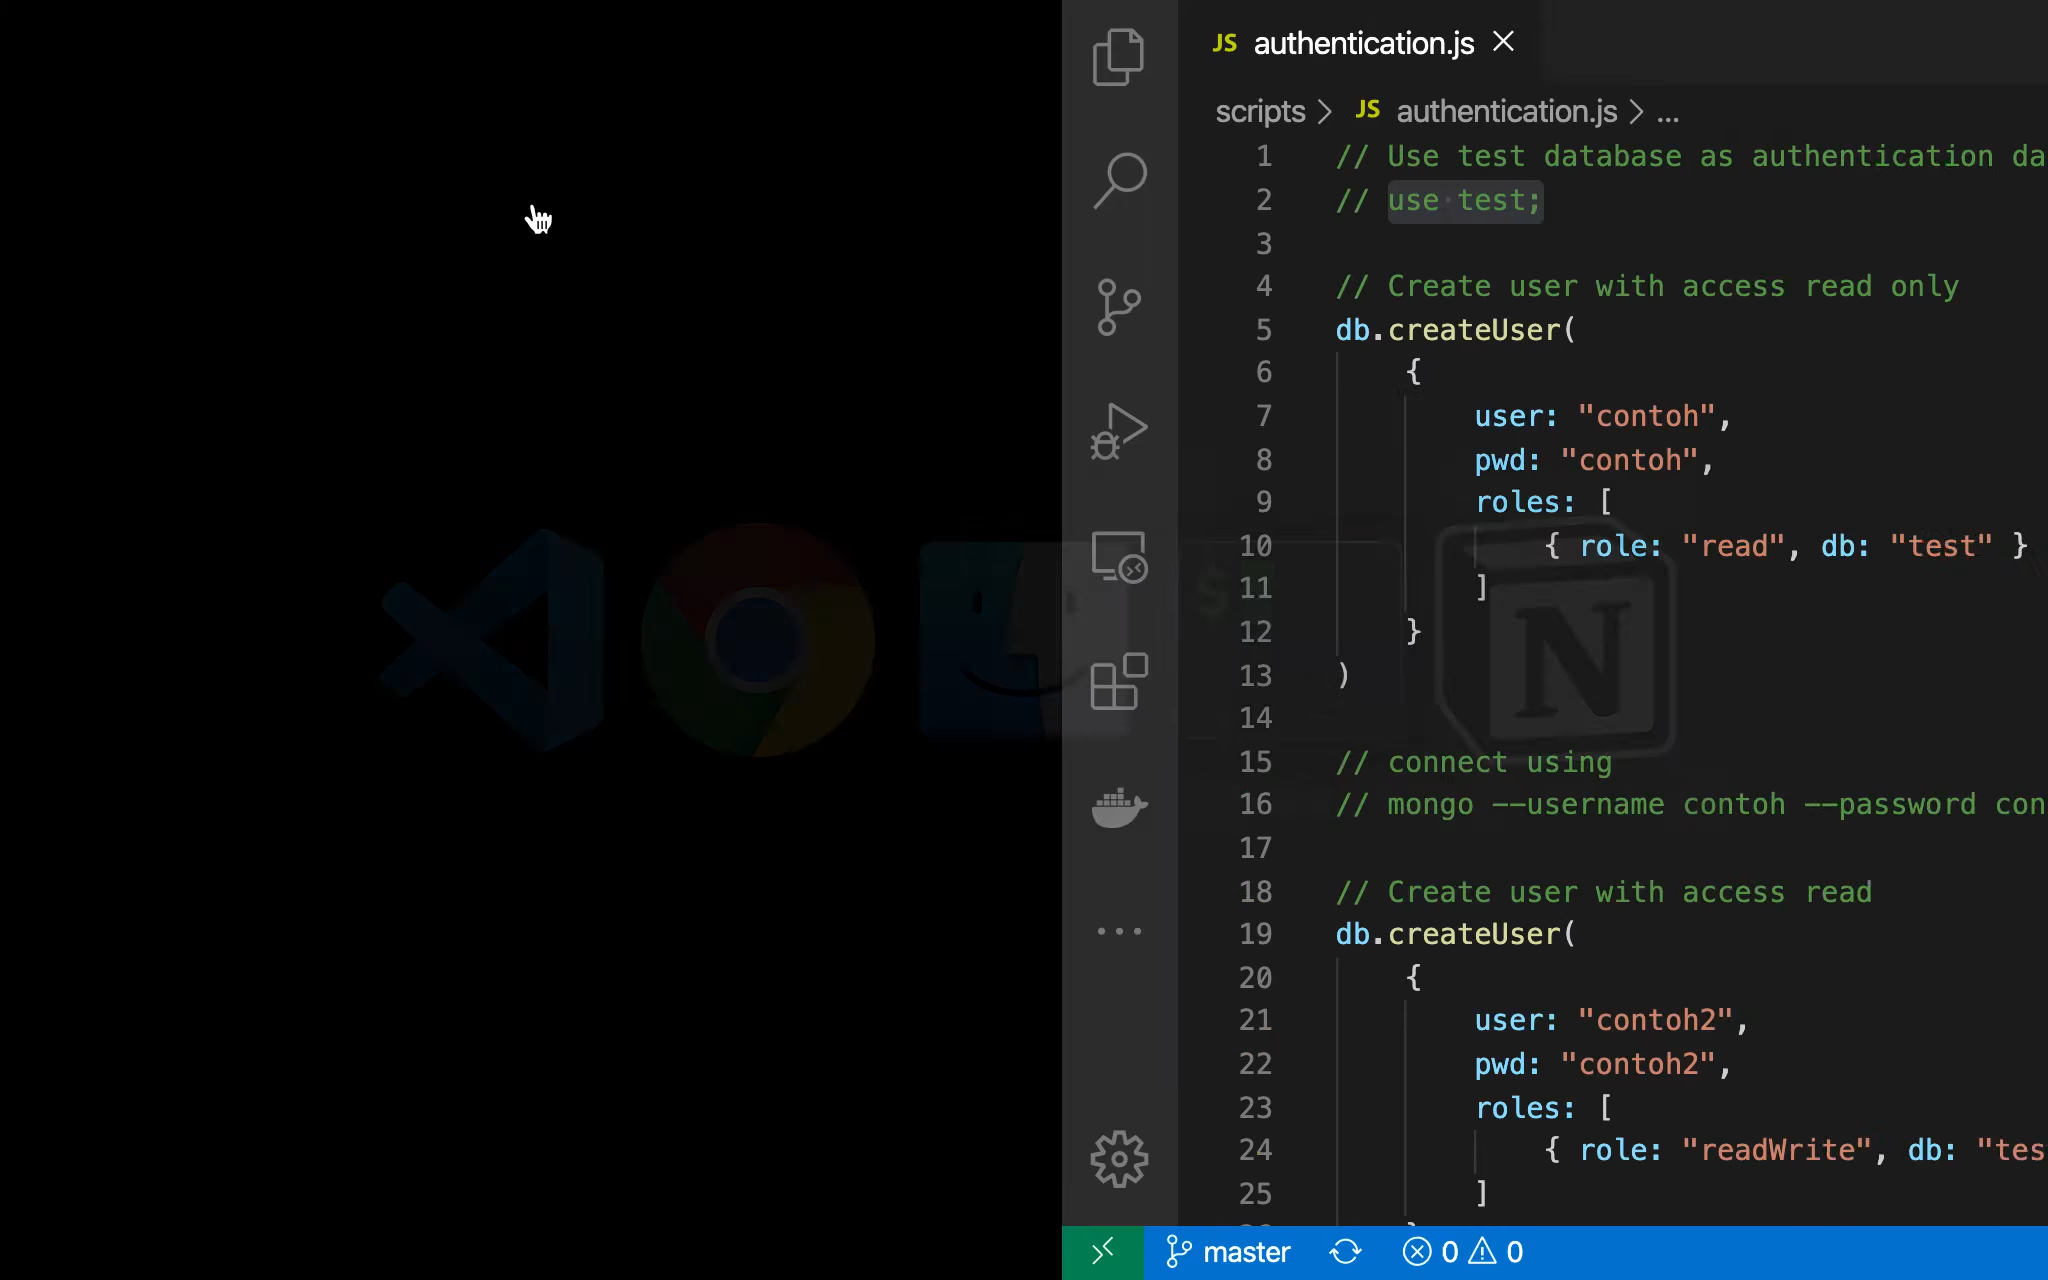 JS authentication.js
scripts > JS authentication.js > ...
1 // Use test database as authentication
2 // use test;
3
4 // Create user with access read only
5 db.createUser(
6 {
7 user: "contoh",
8 pwd: "contoh",
9 roles: [
10 { role: "read", db: "test" }
11 ]
12 }
13 )
14
15 // connect using
16 // mongo --username contoh --password
17
18 // Create user with access read
19 db.createUser(
20 {
21 user: "contoh2",
22 pwd: "contoh2",
23 roles: [
24 { role: "readWrite", db:
25 ]
master 0 0
N
$